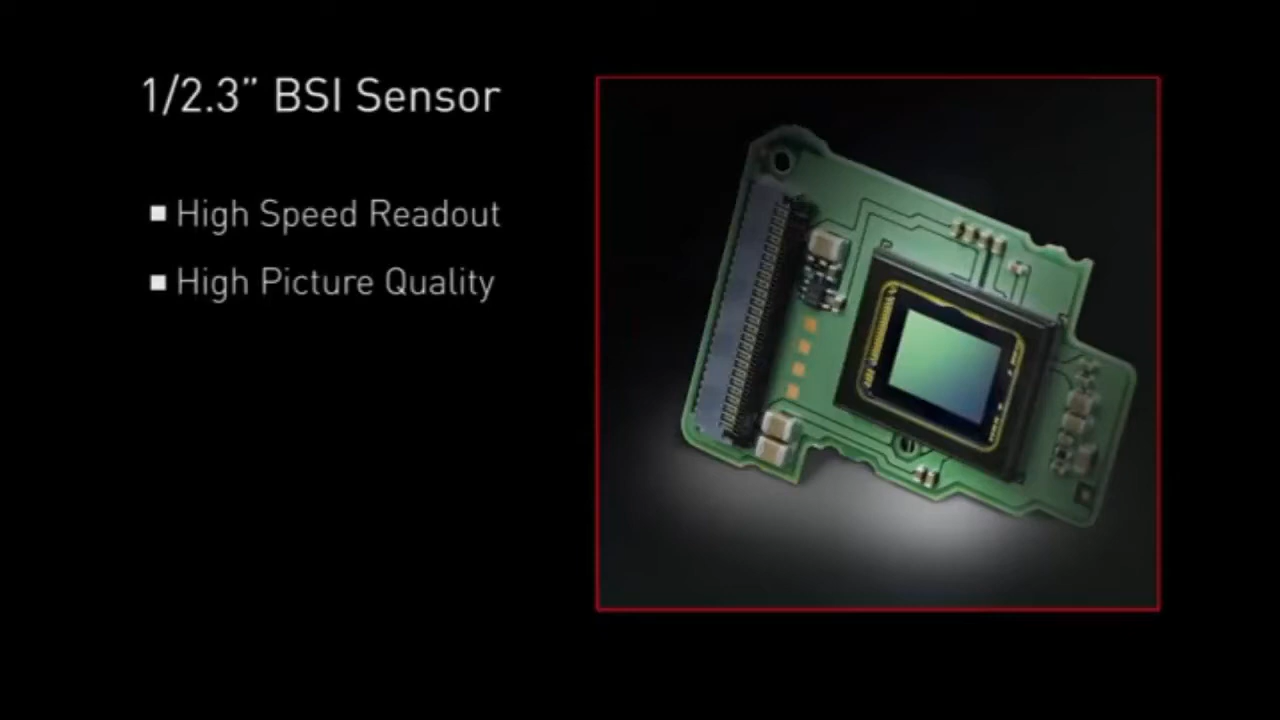 1/2.3” BSI Sensor
■ High Speed Readout
■ High Picture Quality